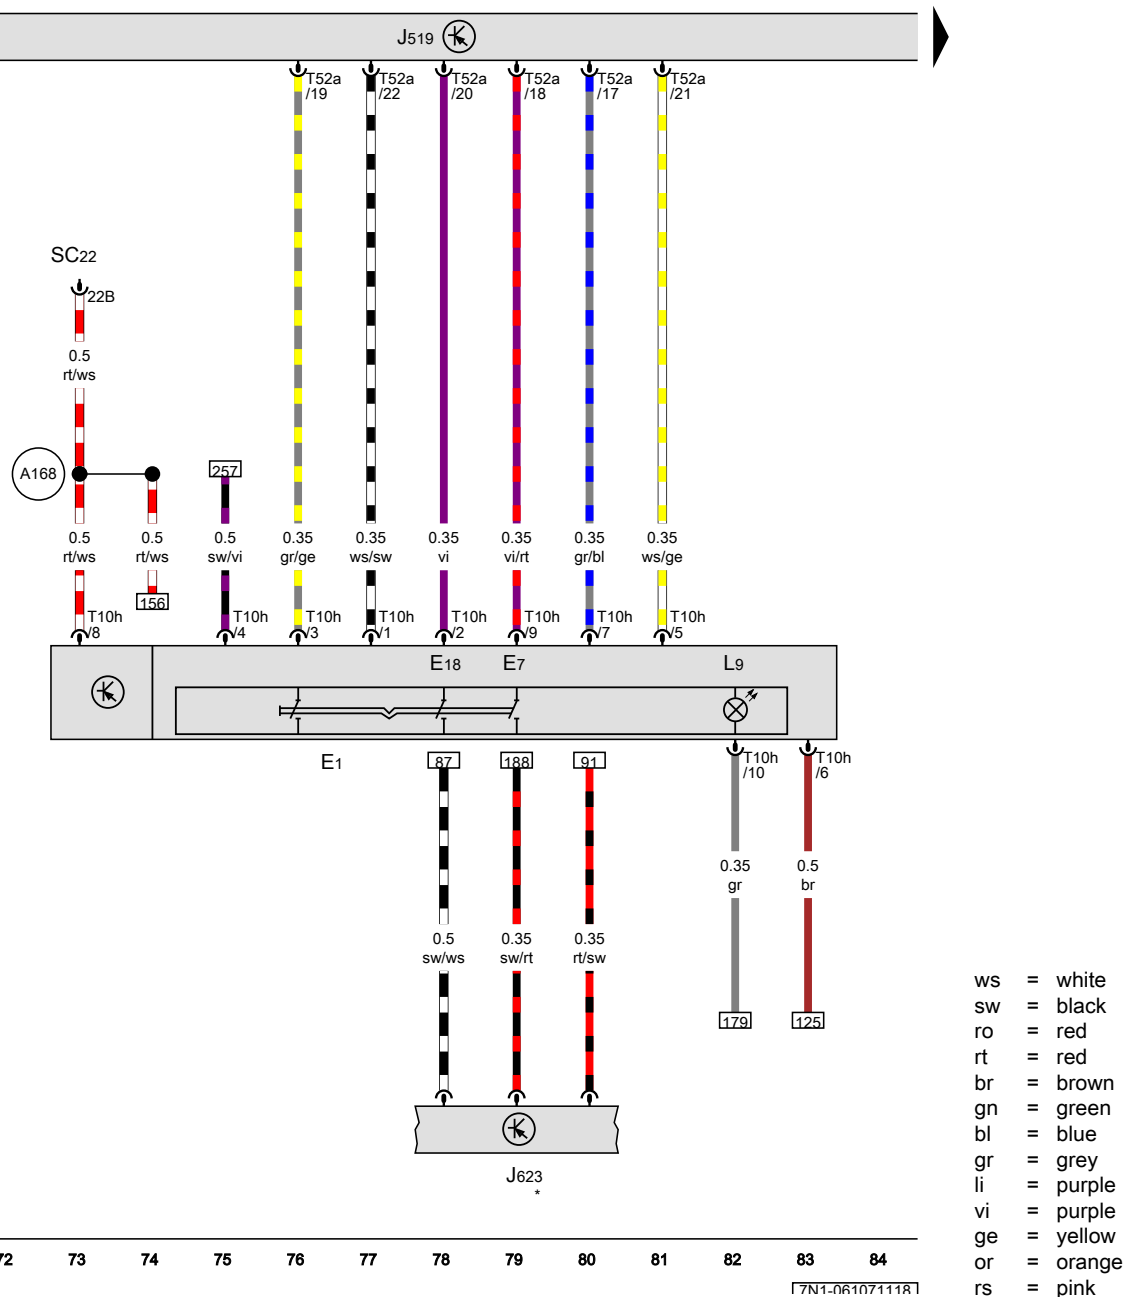 J519
T52a T52a T52a T52a T52a T52a
/19 /22 /20 /18 /17 /21
SC22
22B
0.5
rt/ws
A168
257
0.5 0.5 0.5 0.35 0.35 0.35 0.35 0.35 0.35
rt/ws rt/ws sw/vi gr/ge ws/sw vi vi/rt gr/bl ws/ge
156
T10h T10h T10h T10h T10h T10h T10h T10h
/8 /4 /3 /1 /2 /9 /7 /5
E18 E7 L9
E1
87 188 91
T10h T10h
/10 /6
0.35 0.5
gr br
0.5 0.35 0.35
sw/ws sw/rt rt/sw
179 125
J623
*
72 73 74 75 76 77 78 79 80 81 82 83 84
7N1-061071118
ws = white
sw = black
ro = red
rt = red
br = brown
gn = green
bl = blue
gr = grey
li = purple
vi = purple
ge = yellow
or = orange
rs = pink